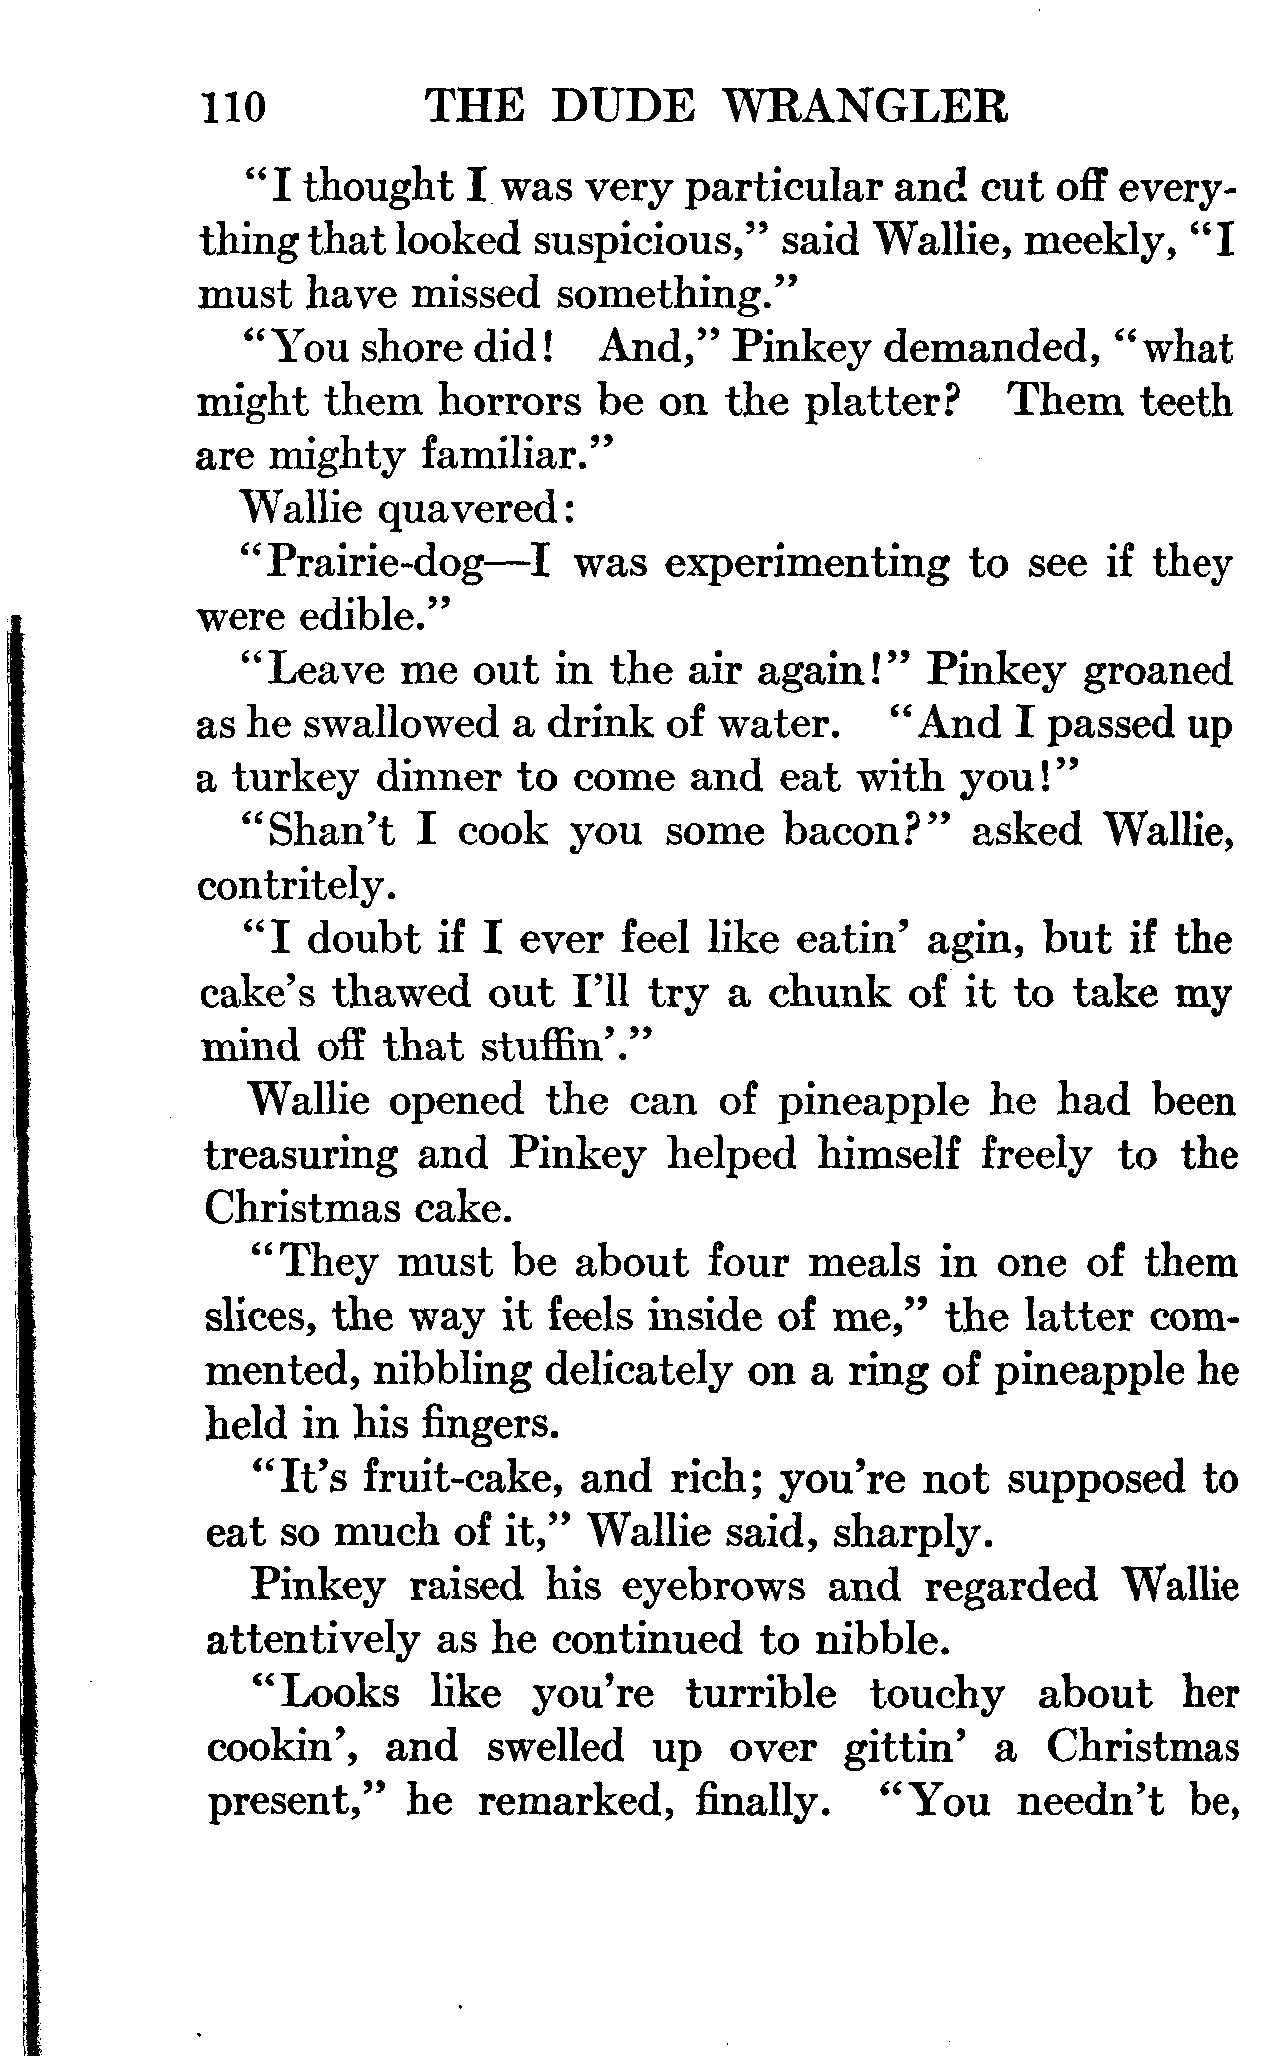 110 THE DUDE WRANGLER
“I thought I was very particular and cut off every-
thing that looked suspicious,” said Wallie, meekly, “I
must have missed something.”
“You shore did! And,” Pinkey demanded, “what
might them horrors be on the platter? Them teeth
are mighty familiar.”
Wallie quavered:
“Prairie-dog—I was experimenting to see if they
were edible.”
“Leave me out in the air again!” Pinkey groaned
as he swallowed a drink of water. “And I passed up
a turkey dinner to come and eat with you!”
“Shan’t I cook you some bacon?” asked Wallie,
contritely.
“I doubt if I ever feel like eatin’ agin, but if the
cake’s thawed out I’ll try a chunk of it to take my
mind off that stuffin’.”
Wallie opened the can of pineapple he had been
treasuring and Pinkey helped himself freely to the
Christmas cake.
“They must be about four meals in one of them
slices, the way it feels inside of me,” the latter com-
mented, nibbling delicately on a ring of pineapple he
held in his fingers.
“It’s fruit-cake, and rich; you’re not supposed to
eat so much of it,” Wallie said, sharply.
Pinkey raised his eyebrows and regarded Wallie
attentively as he continued to nibble.
“Looks like you’re turrible touchy about her
cookin’, and swelled up over gittin’ a Christmas
present,” he remarked, finally. “You needn’t be,